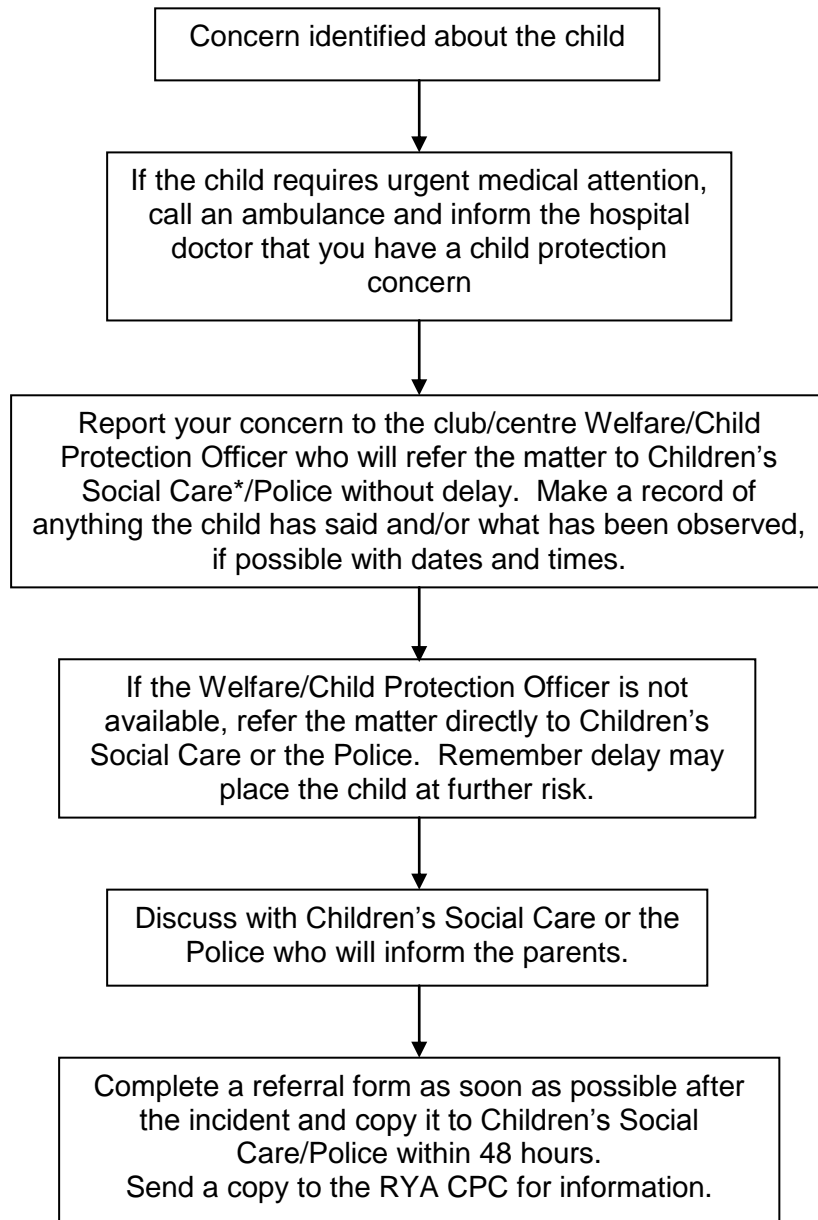 Concern identified about the child
If the child requires urgent medical attention,
call an ambulance and inform the hospital
doctor that you have a child protection
concern
Report your concern to the club/centre Welfare/Child
Protection Officer who will refer the matter to Children’s
Social Care*/Police without delay.  Make a record of
anything the child has said and/or what has been observed,
if possible with dates and times.
If the Welfare/Child Protection Officer is not
available, refer the matter directly to Children’s
Social Care or the Police.  Remember delay may
place the child at further risk.
Discuss with Children’s Social Care or the
Police who will inform the parents.
Complete a referral form as soon as possible after
the incident and copy it to Children’s Social
Care/Police within 48 hours.
Send a copy to the RYA CPC for information.